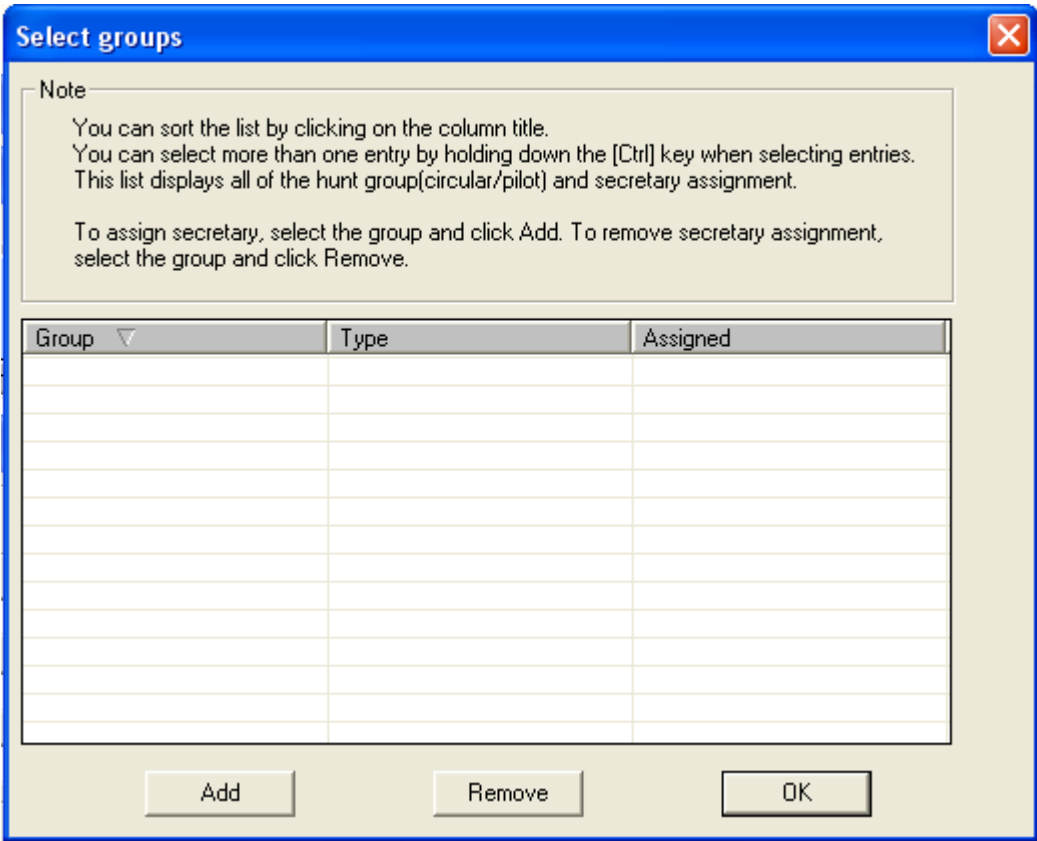 Select groups
Note
You can sort the list by clicking on the column title.
You can select more than one entry by holding down the [Ctrl] key when selecting entries.
This list displays all of the hunt group(circular/pilot) and secretary assignment.
To assign secretary, select the group and click Add. To remove secretary assignment,
select the group and click Remove.
Group Type Assigned
Add Remove OK